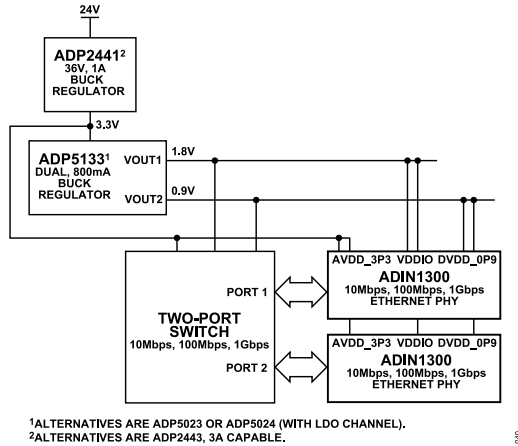 24V
ADP2441²
36V, 1A
BUCK
REGULATOR
3.3V
ADP5133¹
DUAL, 800mA
BUCK
REGULATOR
VOUT1
1.8V
VOUT2
0.9V
AVDD_3P3 VDDIO DVDD_0P9
ADIN1300
10Mbps, 100Mbps, 1Gbps
ETHERNET PHY
PORT 1
TWO-PORT
SWITCH
10Mbps, 100Mbps, 1Gbps
PORT 2
AVDD_3P3 VDDIO DVDD_0P9
ADIN1300
10Mbps, 100Mbps, 1Gbps
ETHERNET PHY
¹ALTERNATIVES ARE ADP5023 OR ADP5024 (WITH LDO CHANNEL).
²ALTERNATIVES ARE ADP2443, 3A CAPABLE.